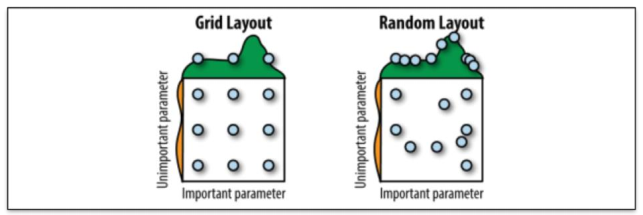 Grid Layout
Unimportant parameter
Important parameter
Random Layout
Unimportant parameter
Important parameter